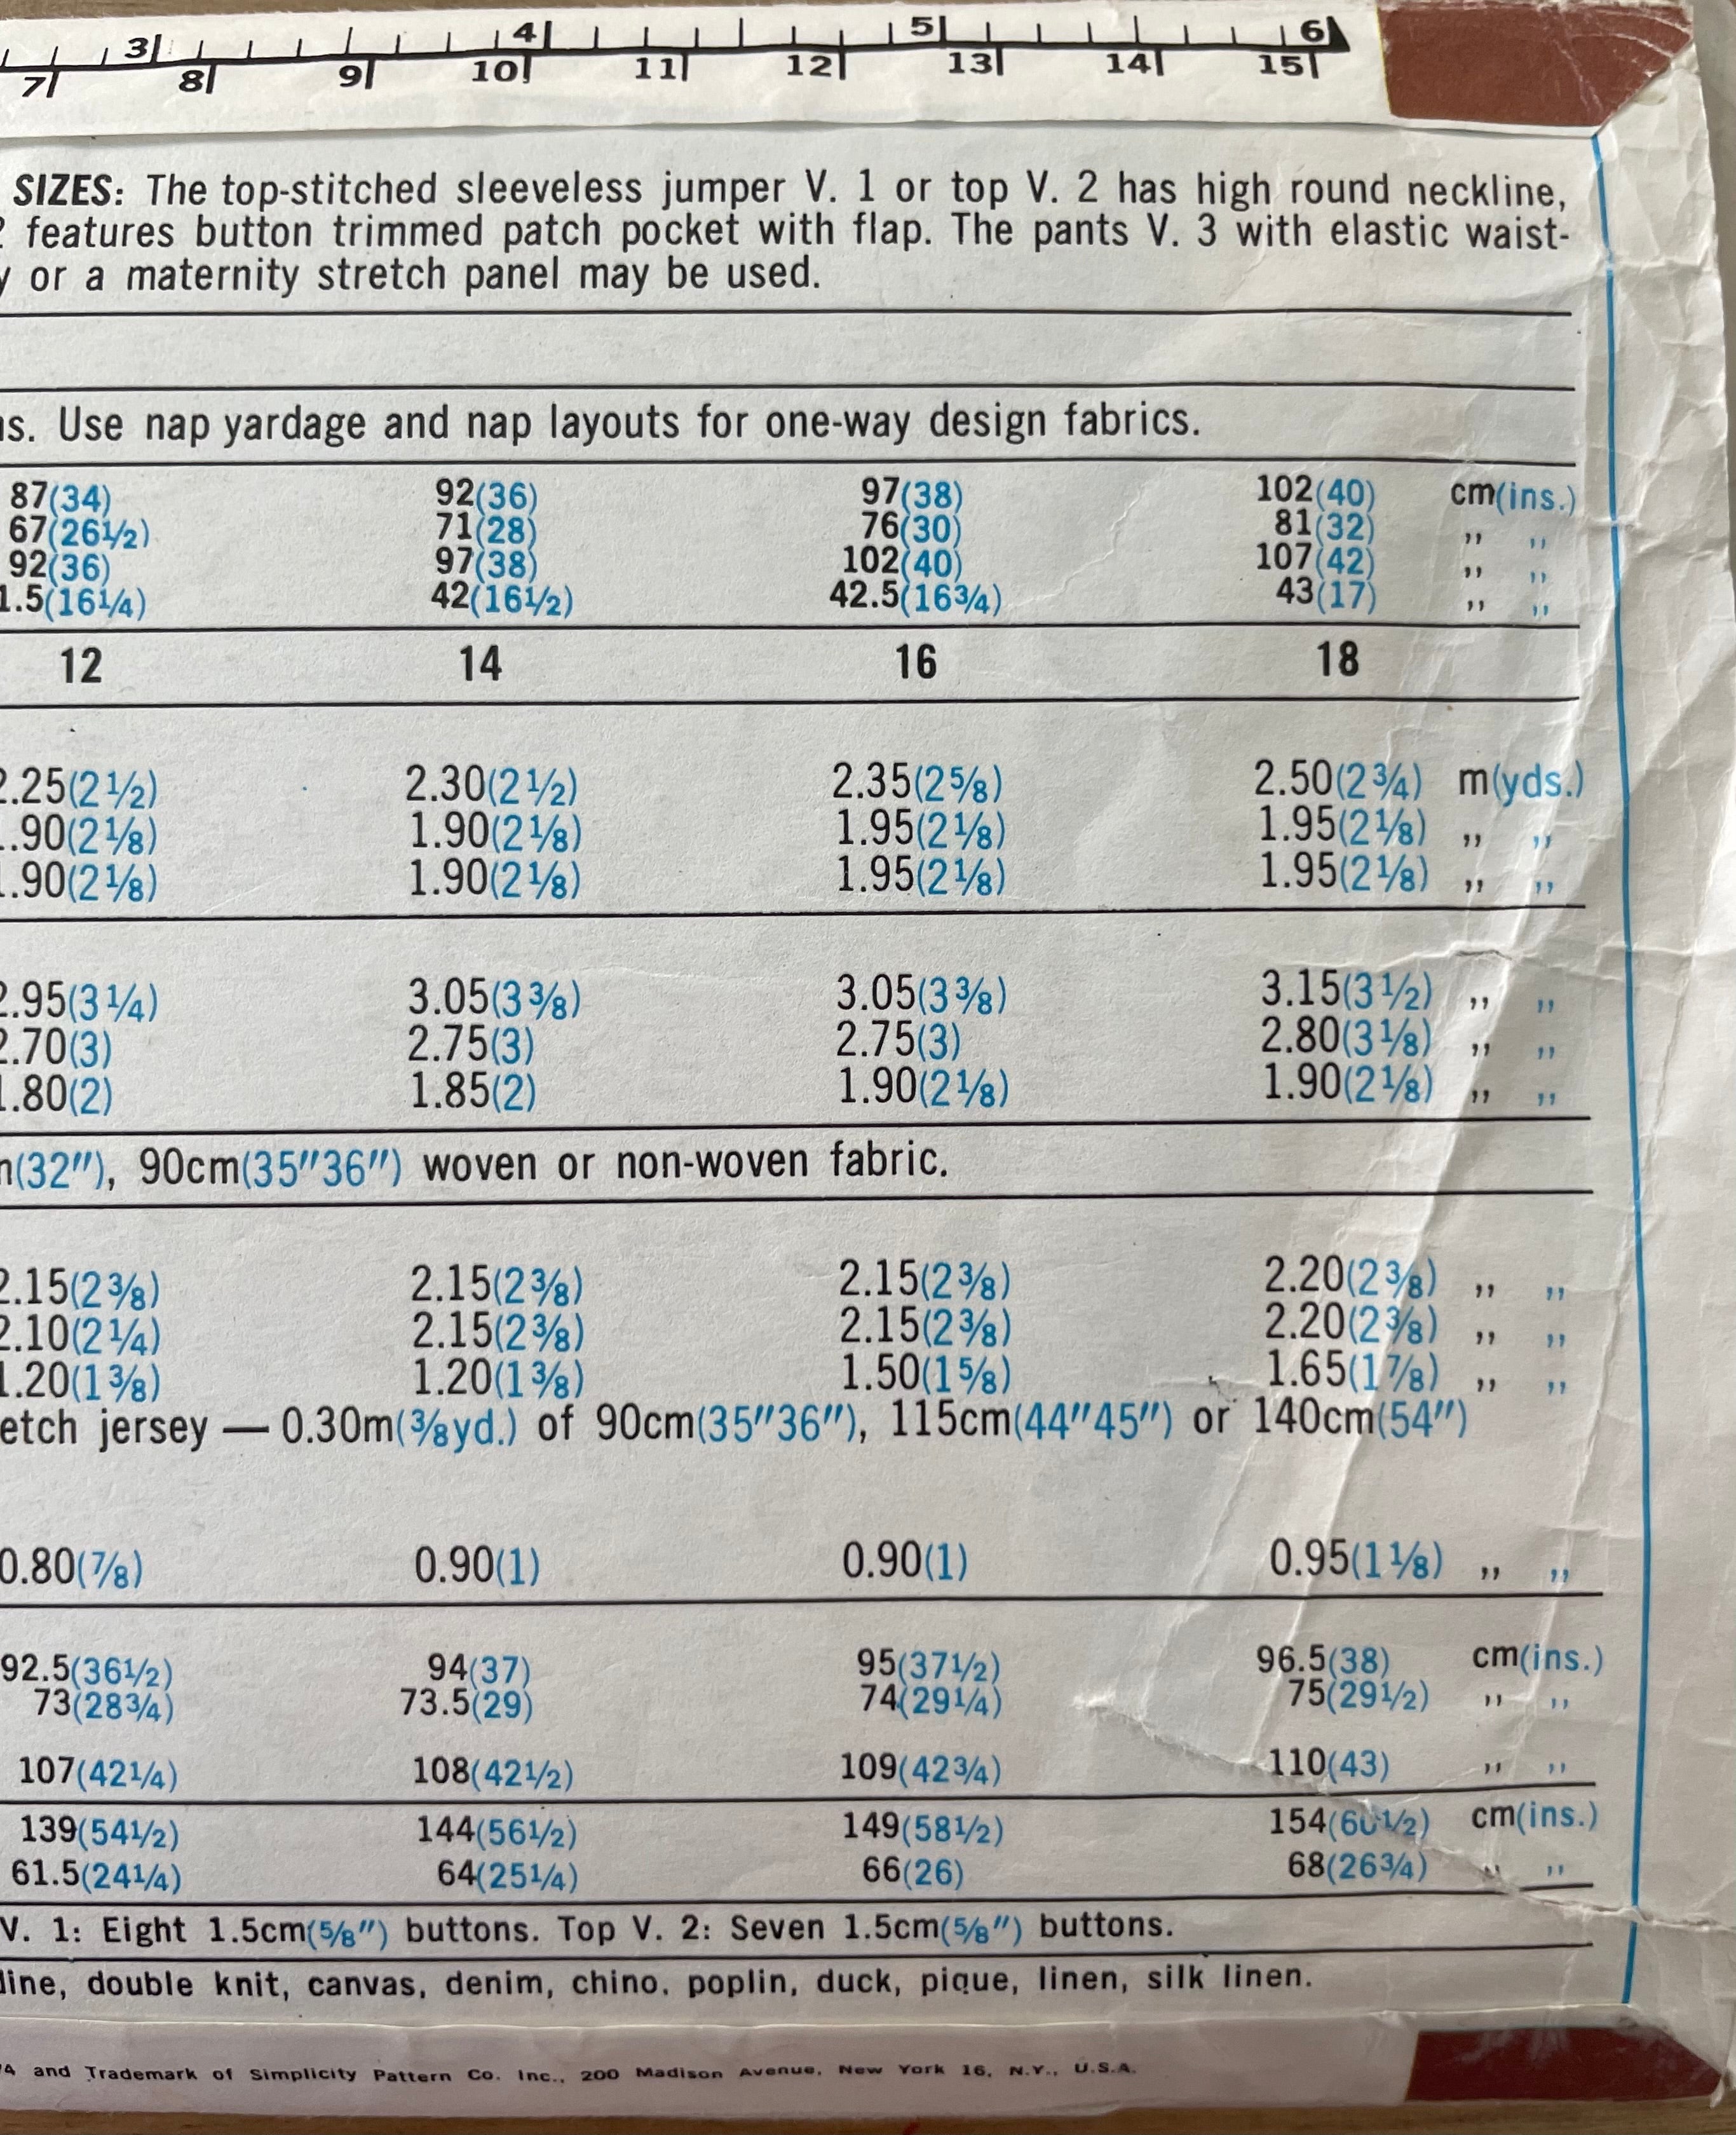 3 4 5 6
7 8 9 10 11 12 13 14 15
SIZES: The top-stitched sleeveless jumper V. 1 or top V. 2 has high round neckline,
features button trimmed patch pocket with flap. The pants V. 3 with elastic waist-
or a maternity stretch panel may be used.
Use nap yardage and nap layouts for one-way design fabrics.
87(34) 92(36) 97(38) 102(40) cm(ins.)
67(26½) 71(28) 76(30) 81(32) ,, ,,
92(36) 97(38) 102(40) 107(42) ,, ,,
1.5(16¼) 42(16½) 42.5(16¾) 43(17) ,, ,,
12 14 16 18
2.25(2½) 2.30(2½) 2.35(2⅝) 2.50(2¾) m(yds.)
.90(2⅛) 1.90(2⅛) 1.95(2⅛) 1.95(2⅛) ,, ,,
.90(2⅛) 1.90(2⅛) 1.95(2⅛) 1.95(2⅛) ,, ,,
2.95(3¼) 3.05(3⅜) 3.05(3⅜) 3.15(3½) ,, ,,
2.70(3) 2.75(3) 2.75(3) 2.80(3⅛) ,, ,,
1.80(2) 1.85(2) 1.90(2⅛) 1.90(2⅛) ,, ,,
(32″), 90cm(35″36″) woven or non-woven fabric.
2.15(2⅜) 2.15(2⅜) 2.15(2⅜) 2.20(2⅜) ,, ,,
2.10(2¼) 2.15(2⅜) 2.15(2⅜) 2.20(2⅜) ,, ,,
1.20(1⅜) 1.20(1⅜) 1.50(1⅝) 1.65(1⅞) ,, ,,
etch jersey — 0.30m(⅜yd.) of 90cm(35″36″), 115cm(44″45″) or 140cm(54″)
0.80(⅞) 0.90(1) 0.90(1) 0.95(1⅛) ,, ,,
92.5(36½) 94(37) 95(37½) 96.5(38) cm(ins.)
73(28¾) 73.5(29) 74(29¼) 75(29½) ,, ,,
107(42¼) 108(42½) 109(42¾) 110(43) ,, ,,
139(54½) 144(56½) 149(58½) 154(60½) cm(ins.)
61.5(24¼) 64(25¼) 66(26) 68(26¾) ,, ,,
V. 1: Eight 1.5cm(⅝″) buttons. Top V. 2: Seven 1.5cm(⅝″) buttons.
line, double knit, canvas, denim, chino, poplin, duck, pique, linen, silk linen.
and Trademark of Simplicity Pattern Co. Inc., 200 Madison Avenue, New York 16, N.Y., U.S.A.